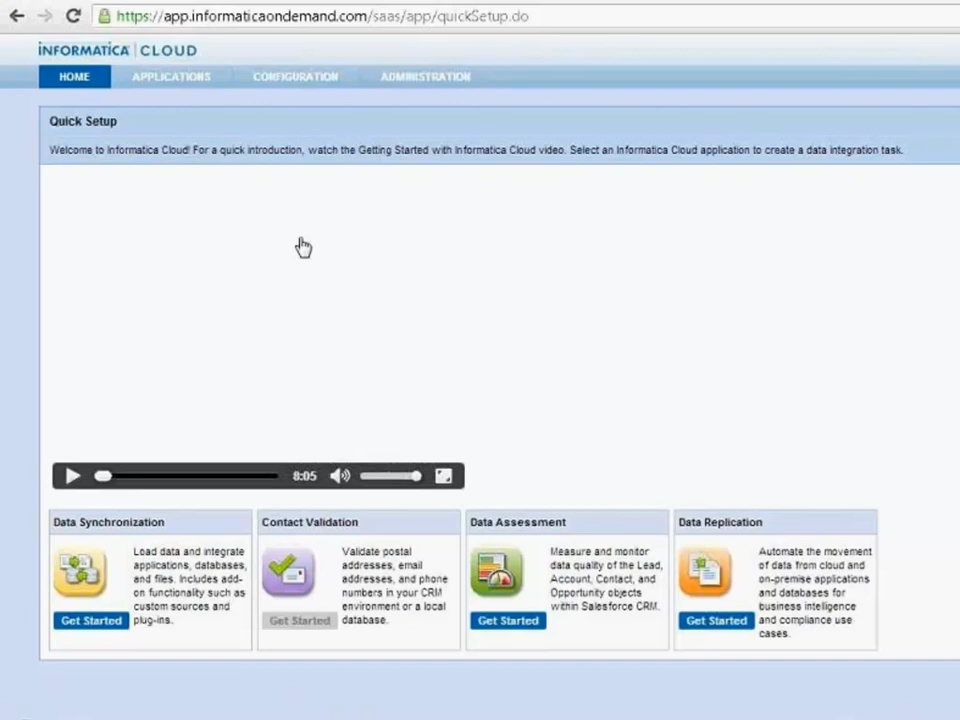 https://app.informaticaondemand.com/saas/app/quickSetup.do
INFORMATICA | CLOUD
HOME APPLICATIONS CONFIGURATION ADMINISTRATION
Quick Setup
Welcome to Informatica Cloud! For a quick introduction, watch the Getting Started with Informatica Cloud video. Select an Informatica Cloud application to create a data integration task.
8:05
Data Synchronization
Load data and integrate
applications, databases,
and files. Includes add-
on functionality such as
custom sources and
plug-ins.
Get Started
Contact Validation
Validate postal
addresses, email
addresses, and phone
numbers in your CRM
environment or a local
database.
Get Started
Data Assessment
Measure and monitor
data quality of the Lead,
Account, Contact, and
Opportunity objects
within Salesforce CRM.
Get Started
Data Replication
Automate the movement
of data from cloud and
on-premise applications
and databases for
business intelligence
and compliance use
cases.
Get Started